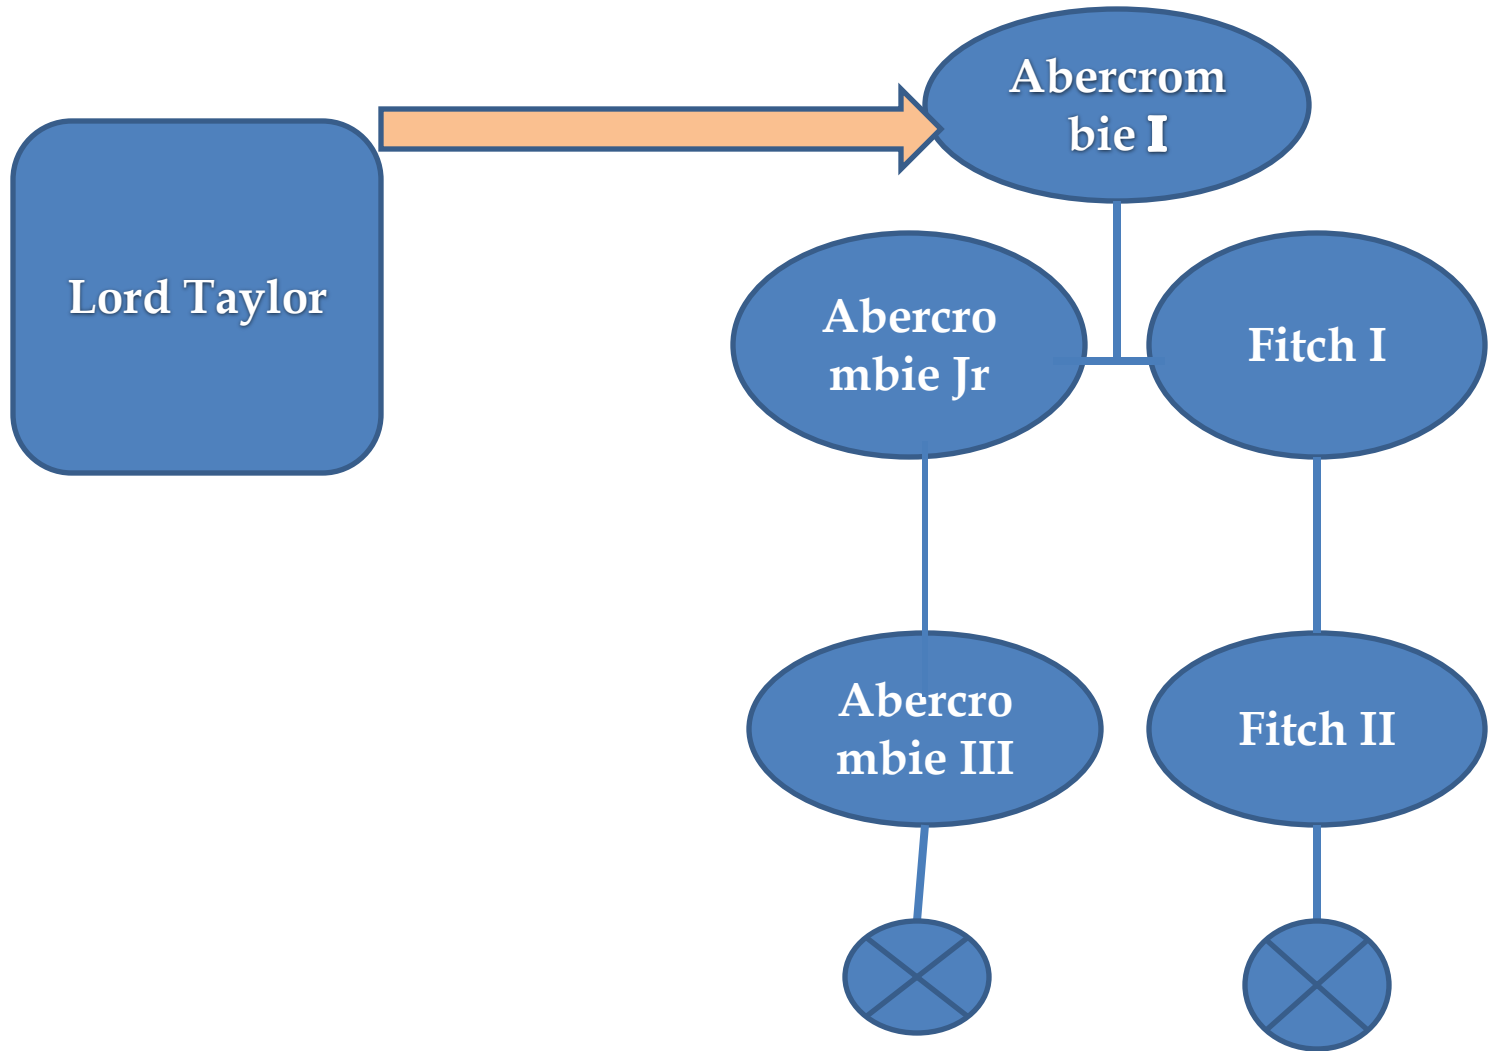 Abercrom
bie I
Lord Taylor
Abercro
mbie Jr
Fitch I
Abercro
mbie III
Fitch II